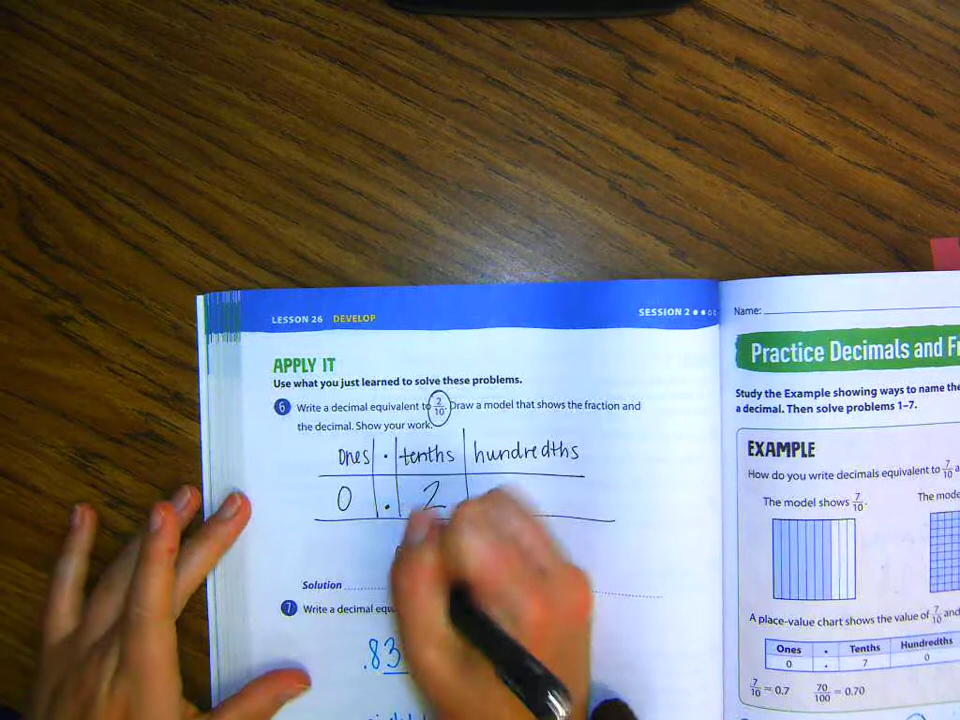 LESSON 26 DEVELOP
SESSION 2
APPLY IT
Use what you just learned to solve these problems.
6 Write a decimal equivalent to 2/10. Draw a model that shows the fraction and
the decimal. Show your work.
ones . tenths hundredths
0 . 2
Solution
7 Write a decimal
.83
Name:
Practice Decimals and
Study the Example showing ways to name the
a decimal. Then solve problems 1–7.
EXAMPLE
How do you write decimals equivalent to 7/10
The model shows 7/10.
The
A place-value chart shows the value of 7/10 and
Ones . Tenths Hundredths
0 . 7 0
7/10 = 0.7 70/100 = 0.70